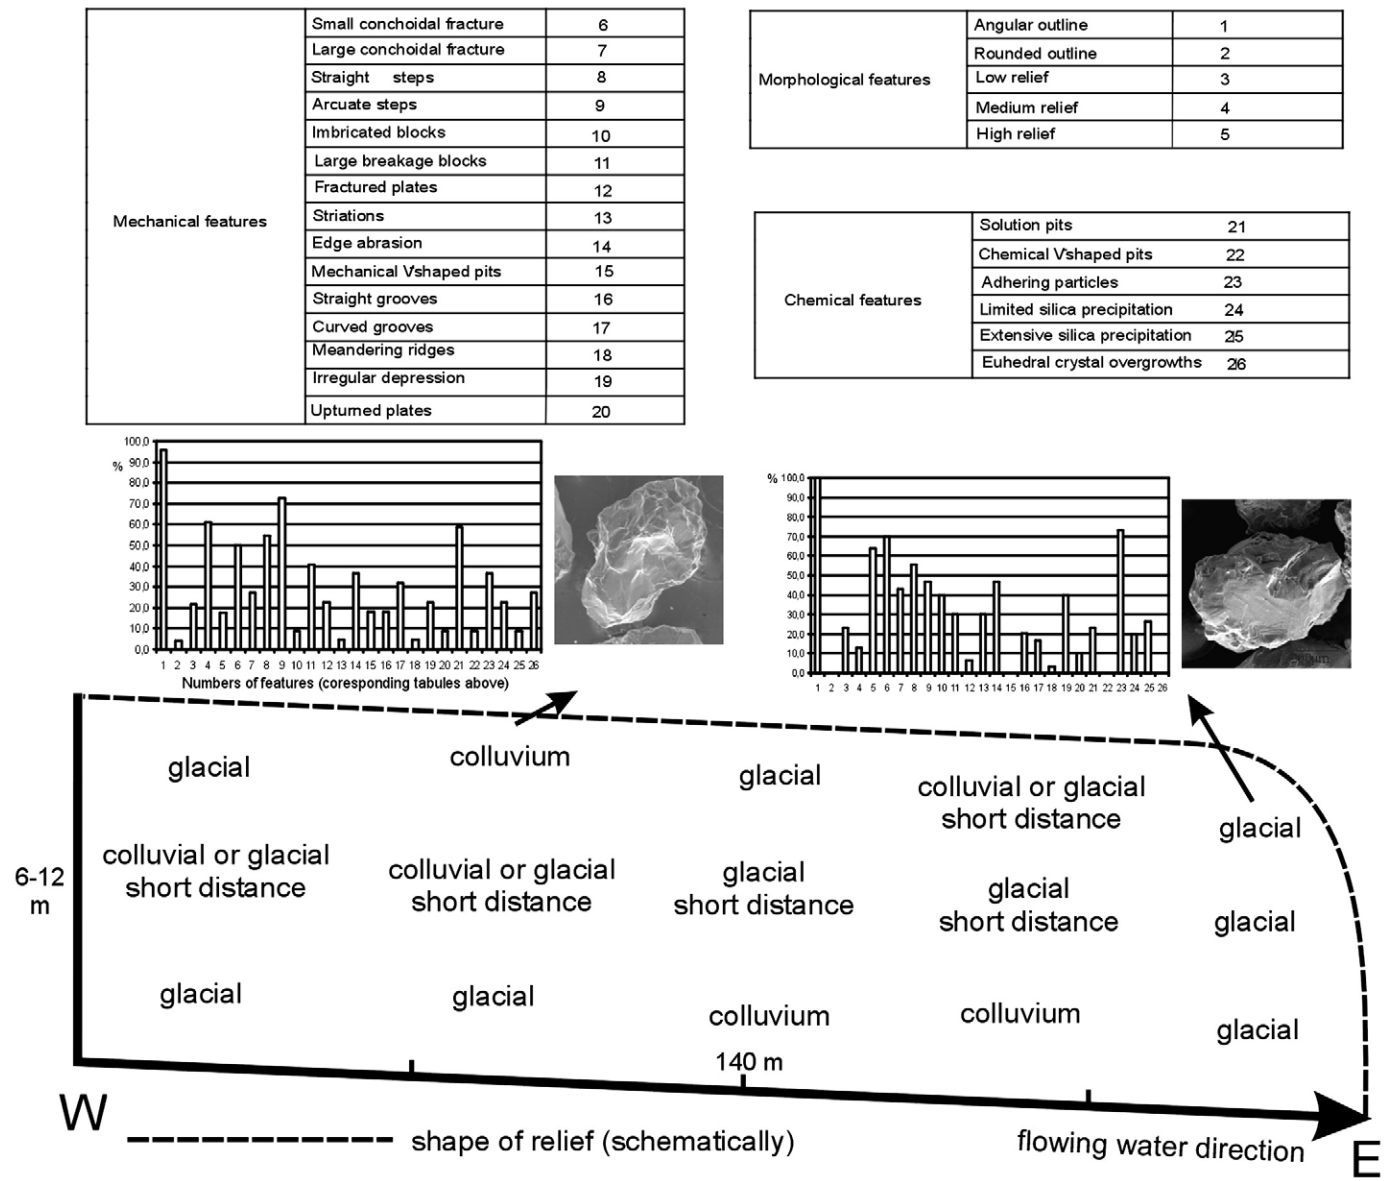 Mechanical features
Small conchoidal fracture 6
Large conchoidal fracture 7
Straight steps 8
Arcuate steps 9
Imbricated blocks 10
Large breakage blocks 11
Fractured plates 12
Striations 13
Edge abrasion 14
Mechanical V'shaped pits 15
Straight grooves 16
Curved grooves 17
Meandering ridges 18
Irregular depression 19
Upturned plates 20
Morphological features
Angular outline 1
Rounded outline 2
Low relief 3
Medium relief 4
High relief 5
Chemical features
Solution pits 21
Chemical V'shaped pits 22
Adhering particles 23
Limited silica precipitation 24
Extensive silica precipitation 25
Euhedral crystal overgrowths 26
%
100,0
90,0
80,0
70,0
60,0
50,0
40,0
30,0
20,0
10,0
0,0
1 2 3 4 5 6 7 8 9 10 11 12 13 14 15 16 17 18 19 20 21 22 23 24 25 26
Numbers of features (coresponding tabules above)
% 100,0
90,0
80,0
70,0
60,0
50,0
40,0
30,0
20,0
10,0
0,0
1 2 3 4 5 6 7 8 9 10 11 12 13 14 15 16 17 18 19 20 21 22 23 24 25 26
glacial
colluvium
glacial
colluvial or glacial
short distance
glacial
colluvial or glacial
short distance
colluvial or glacial
short distance
glacial
short distance
glacial
short distance
glacial
6-12
m
glacial
glacial
colluvium
colluvium
glacial
140 m
W
shape of relief (schematically)
flowing water direction
E